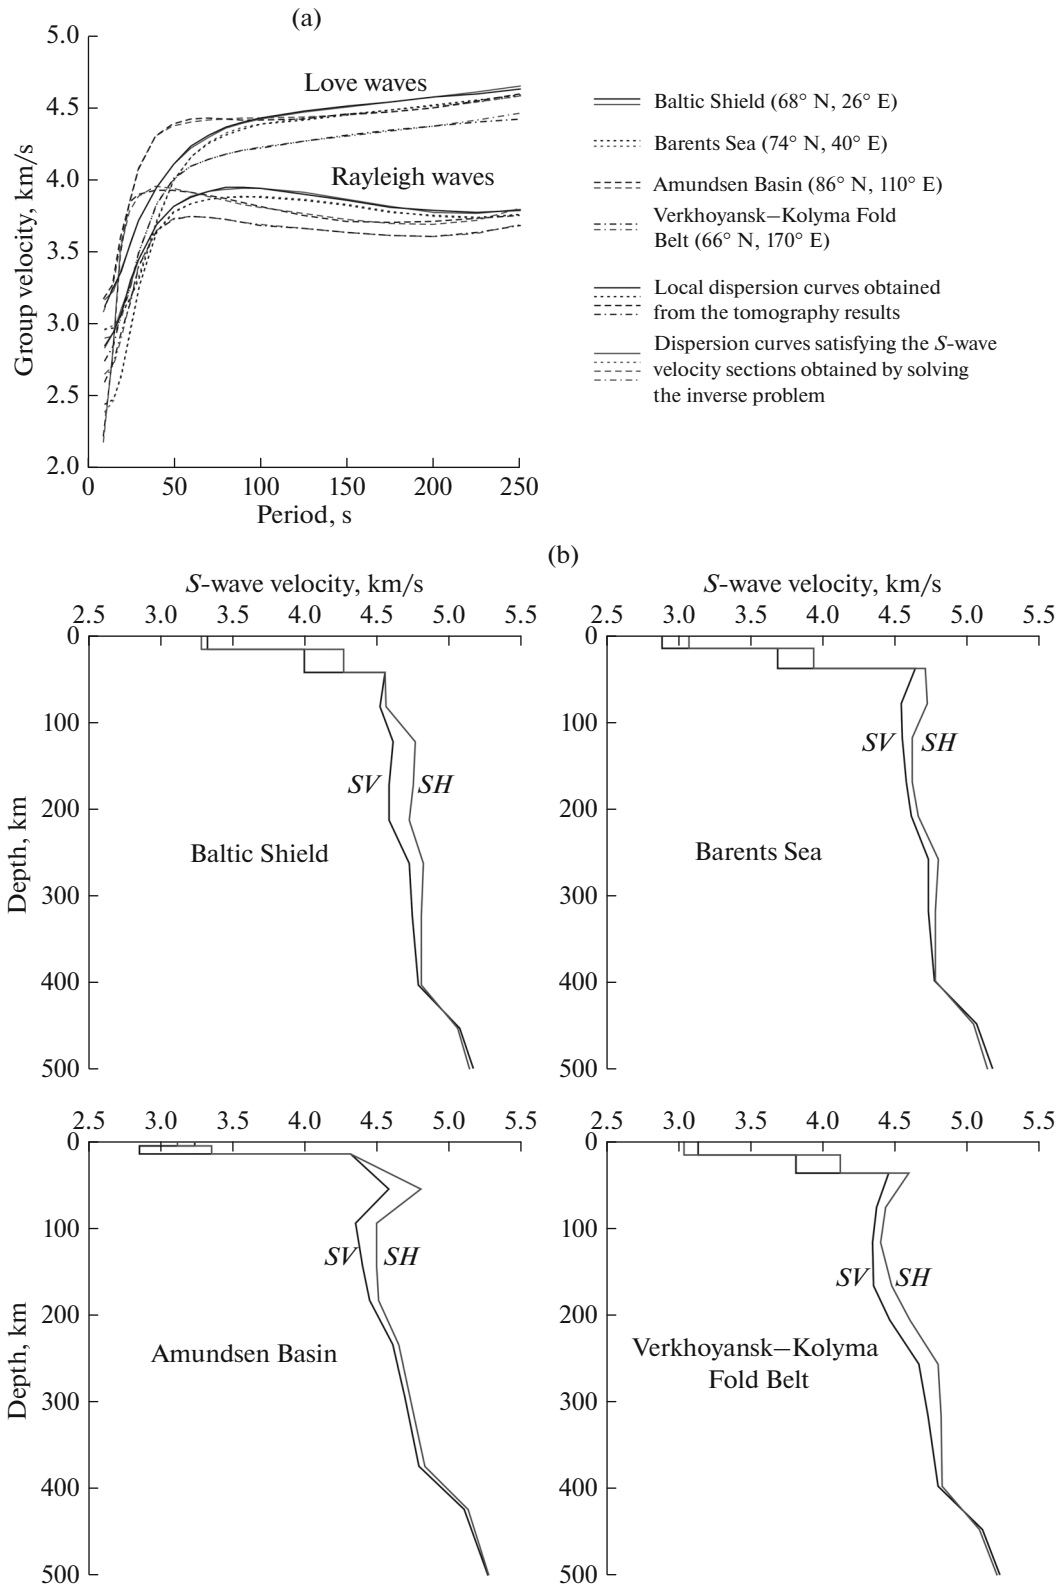 (a)
5.0
4.5
4.0
3.5
3.0
2.5
2.0
Group velocity, km/s
Love waves
Rayleigh waves
0 50 100 150 200 250
Period, s
Baltic Shield (68° N, 26° E)
Barents Sea (74° N, 40° E)
Amundsen Basin (86° N, 110° E)
Verkhoyansk–Kolyma Fold
Belt (66° N, 170° E)
Local dispersion curves obtained
from the tomography results
Dispersion curves satisfying the S-wave
velocity sections obtained by solving
the inverse problem
(b)
S-wave velocity, km/s
2.5 3.0 3.5 4.0 4.5 5.0 5.5
0
100
200
300
400
500
Depth, km
SV SH
Baltic Shield
S-wave velocity, km/s
2.5 3.0 3.5 4.0 4.5 5.0 5.5
0
100
200
300
400
500
SV SH
Barents Sea
2.5 3.0 3.5 4.0 4.5 5.0 5.5
0
100
200
300
400
500
Depth, km
SV SH
Amundsen Basin
2.5 3.0 3.5 4.0 4.5 5.0 5.5
0
100
200
300
400
500
SV SH
Verkhoyansk–Kolyma
Fold Belt